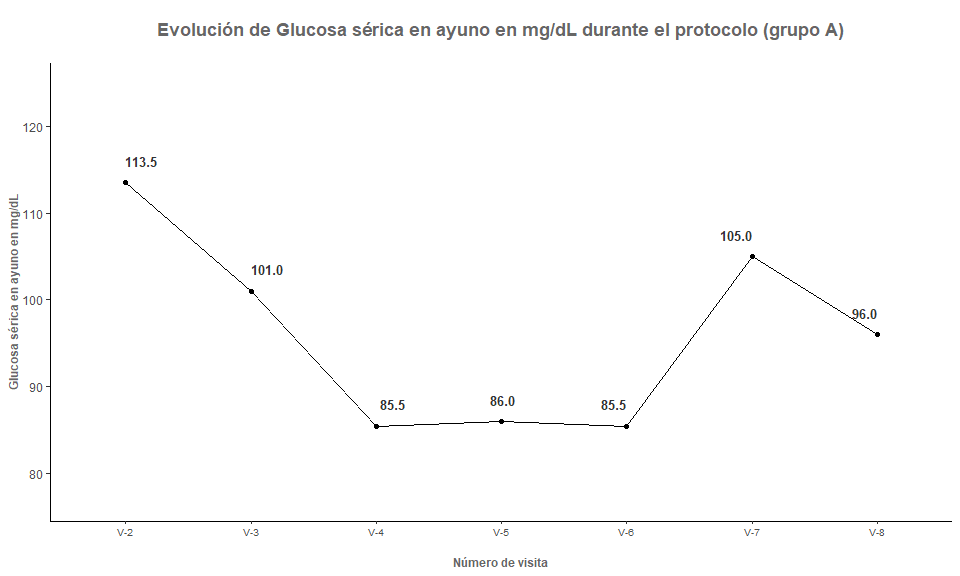 Evolución de Glucosa sérica en ayuno en mg/dL durante el protocolo (grupo A)
Glucosa sérica en ayuno en mg/dL
120
110
100
90
80
113.5
101.0
85.5
86.0
85.5
105.0
96.0
V-2
V-3
V-4
V-5
V-6
V-7
V-8
Número de visita